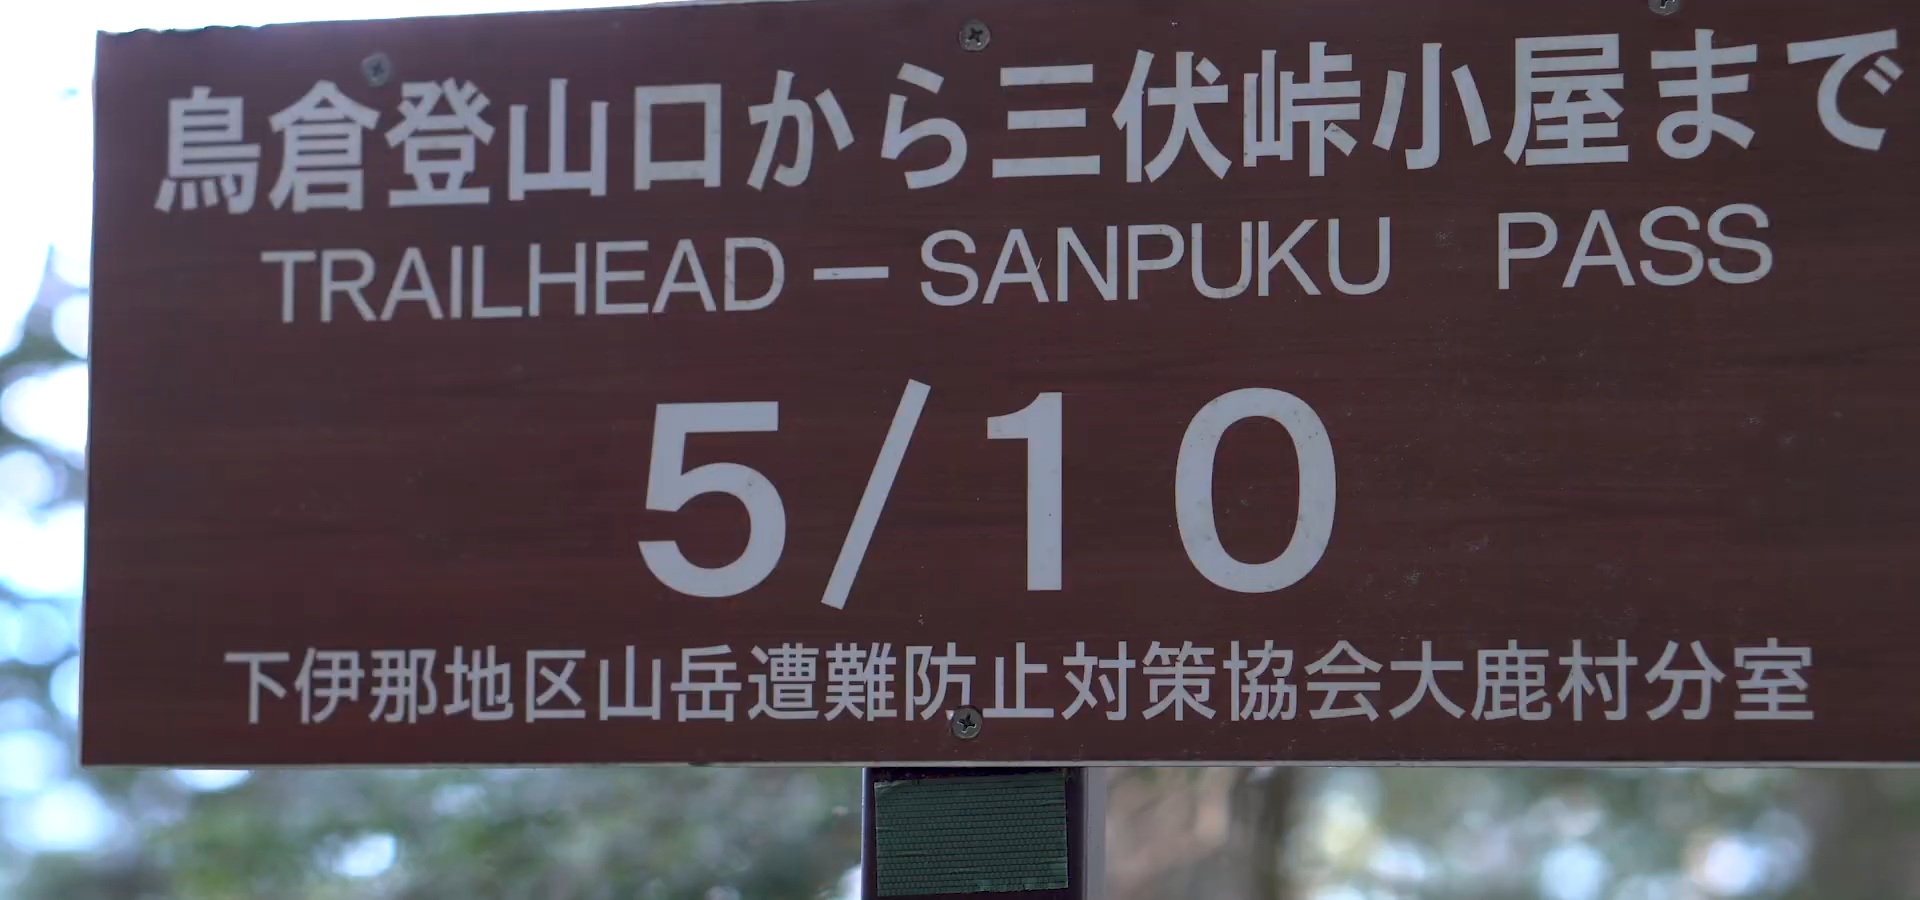 鳥倉登山口から三伏峠小屋まで
TRAILHEAD－SANPUKU PASS
5/10
下伊那地区山岳遭難防止対策協会大鹿村分室